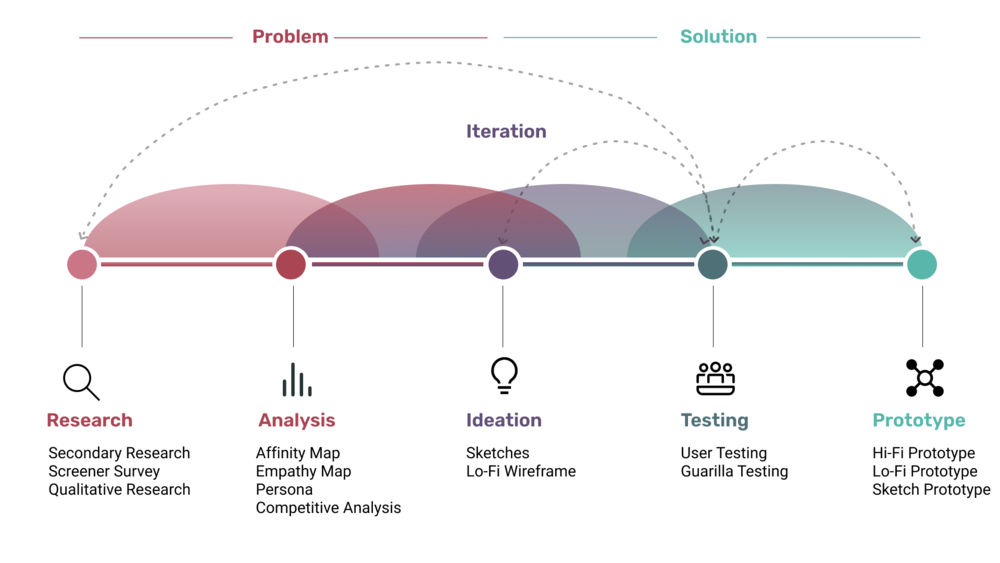 Problem
Solution
Iteration
Research
Secondary Research
Screener Survey
Qualitative Research
Analysis
Affinity Map
Empathy Map
Persona
Competitive Analysis
Ideation
Sketches
Lo-Fi Wireframe
Testing
User Testing
Guarilla Testing
Prototype
Hi-Fi Prototype
Lo-Fi Prototype
Sketch Prototype